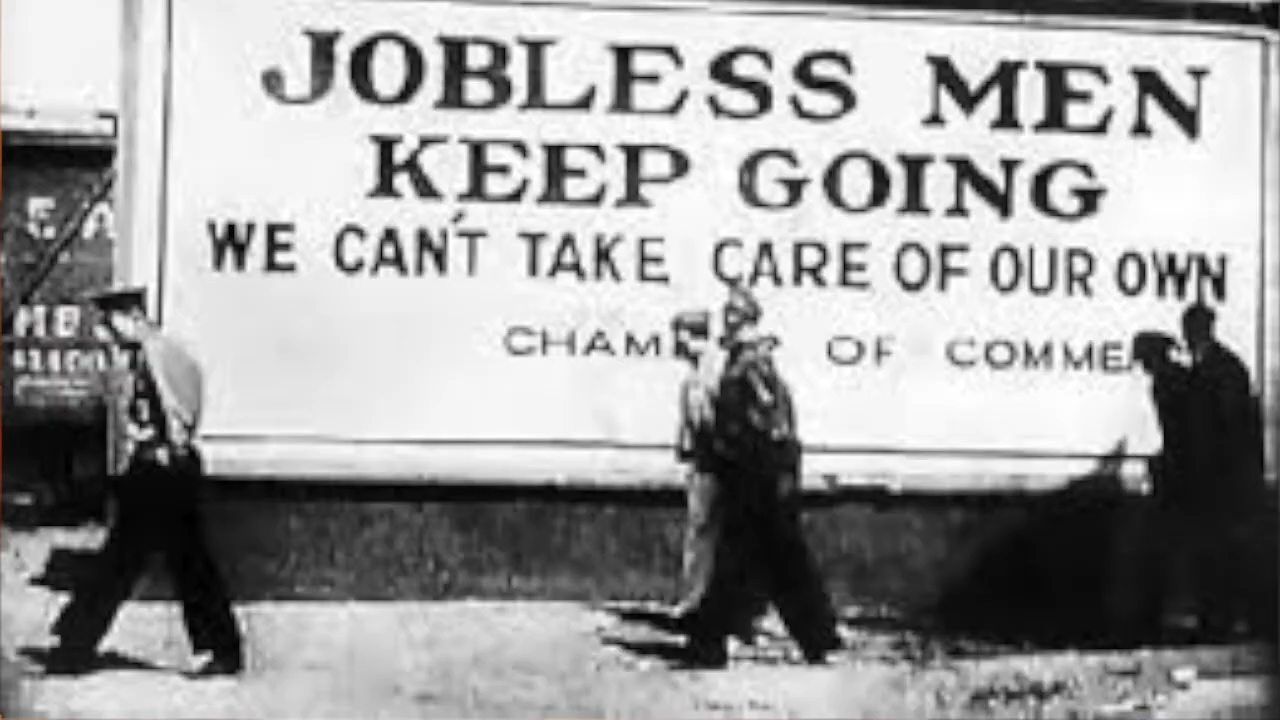 JOBLESS MEN
KEEP GOING
WE CAN'T TAKE CARE OF OUR OWN
CHAM OF COMME